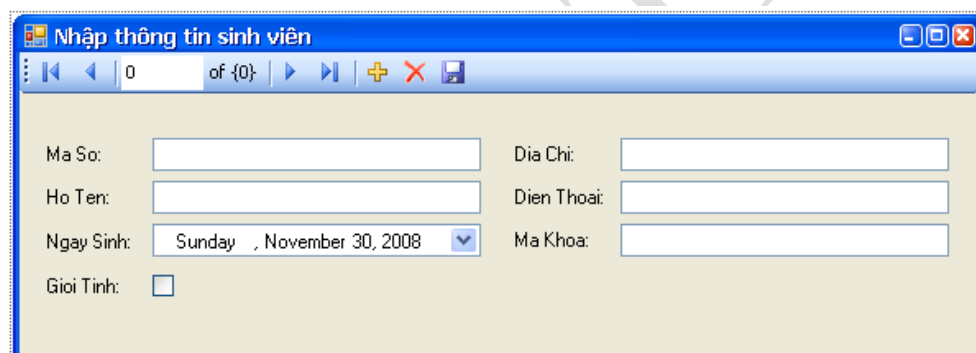 Nhập thông tin sinh viên
0 of {0}
Ma So: Dia Chi:
Ho Ten: Dien Thoai:
Ngay Sinh: Sunday , November 30, 2008 Ma Khoa:
Gioi Tinh: